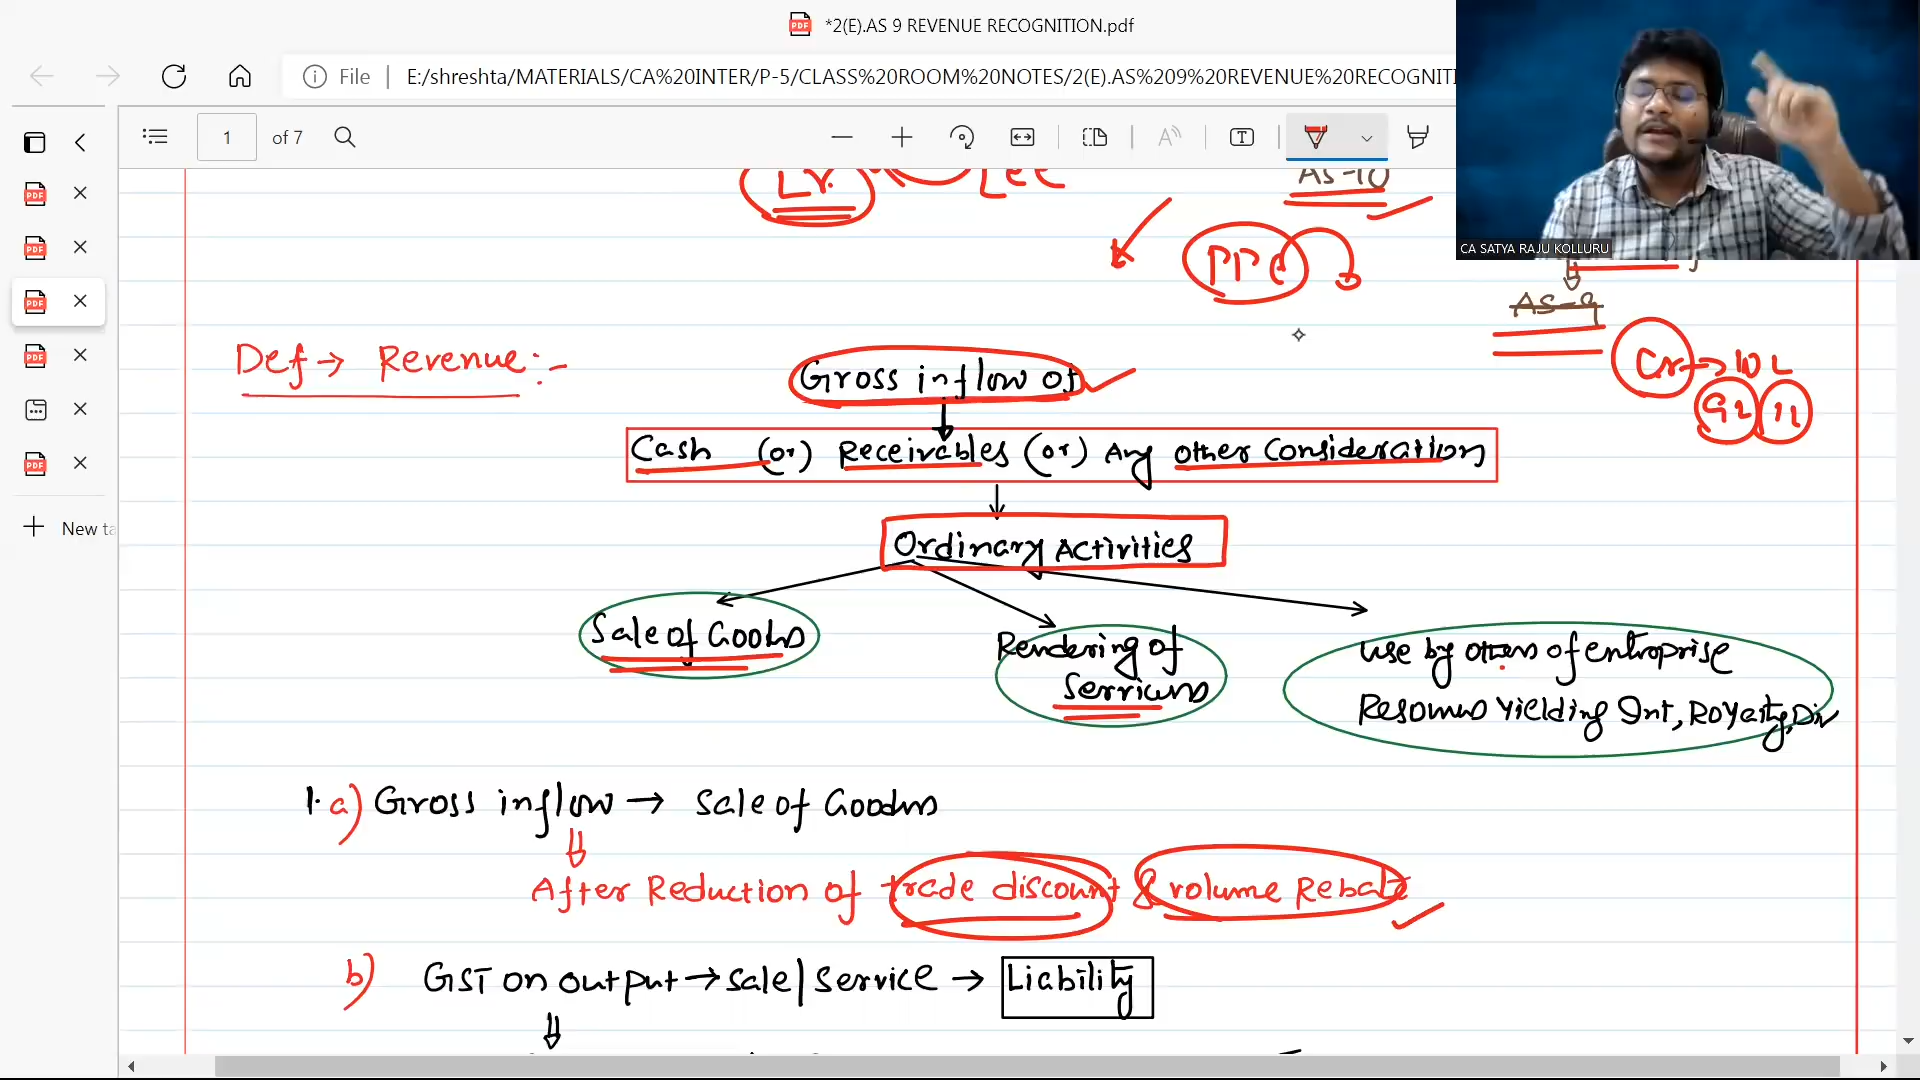 *2(E).AS 9 REVENUE RECOGNITION.pdf
File | E:/shreshta/MATERIALS/CA%20INTER/P-5/CLASS%20ROOM%20NOTES/2(E).AS%209%20REVENUE%20RECOGNITI
1 of 7
New ta
CA SATYA RAJU KOLLURU
AS-10
PPE
AS-9
Cr → 10 L
9L 1L
Def → Revenue:-
Gross inflow of
Cash (or) Receivables (or) Any other Consideration
Ordinary Activities
Sale of Goods
Rendering of
Services
use by others of enterprise
Resources Yielding Int, Royalty, Div
1. a) Gross inflow → Sale of Goods
After Reduction of trade discount & volume Rebate
b) GST on output → Sale | Service → Liability